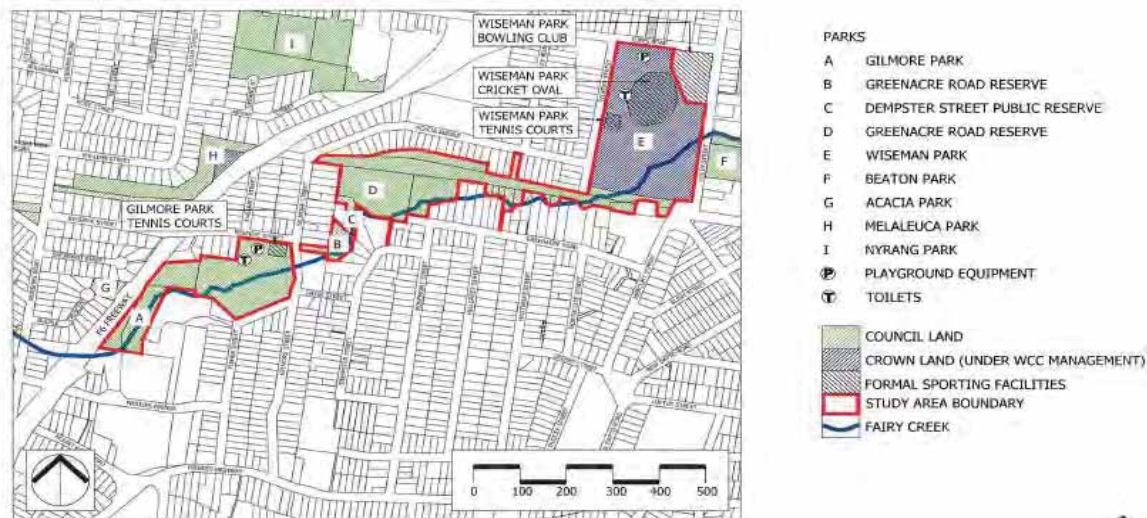 WISEMAN PARK
BOWLING CLUB
WISEMAN PARK
CRICKET OVAL
WISEMAN PARK
TENNIS COURTS
GILMORE PARK
TENNIS COURTS
F6 FREEWAY
I
P
T
E
F
H
D
C
B
P
T
G
A
0 100 200 300 400 500
PARKS
A GILMORE PARK
B GREENACRE ROAD RESERVE
C DEMPSTER STREET PUBLIC RESERVE
D GREENACRE ROAD RESERVE
E WISEMAN PARK
F BEATON PARK
G ACACIA PARK
H MELALEUCA PARK
I NYRANG PARK
P PLAYGROUND EQUIPMENT
T TOILETS
COUNCIL LAND
CROWN LAND (UNDER WCC MANAGEMENT)
FORMAL SPORTING FACILITIES
STUDY AREA BOUNDARY
FAIRY CREEK